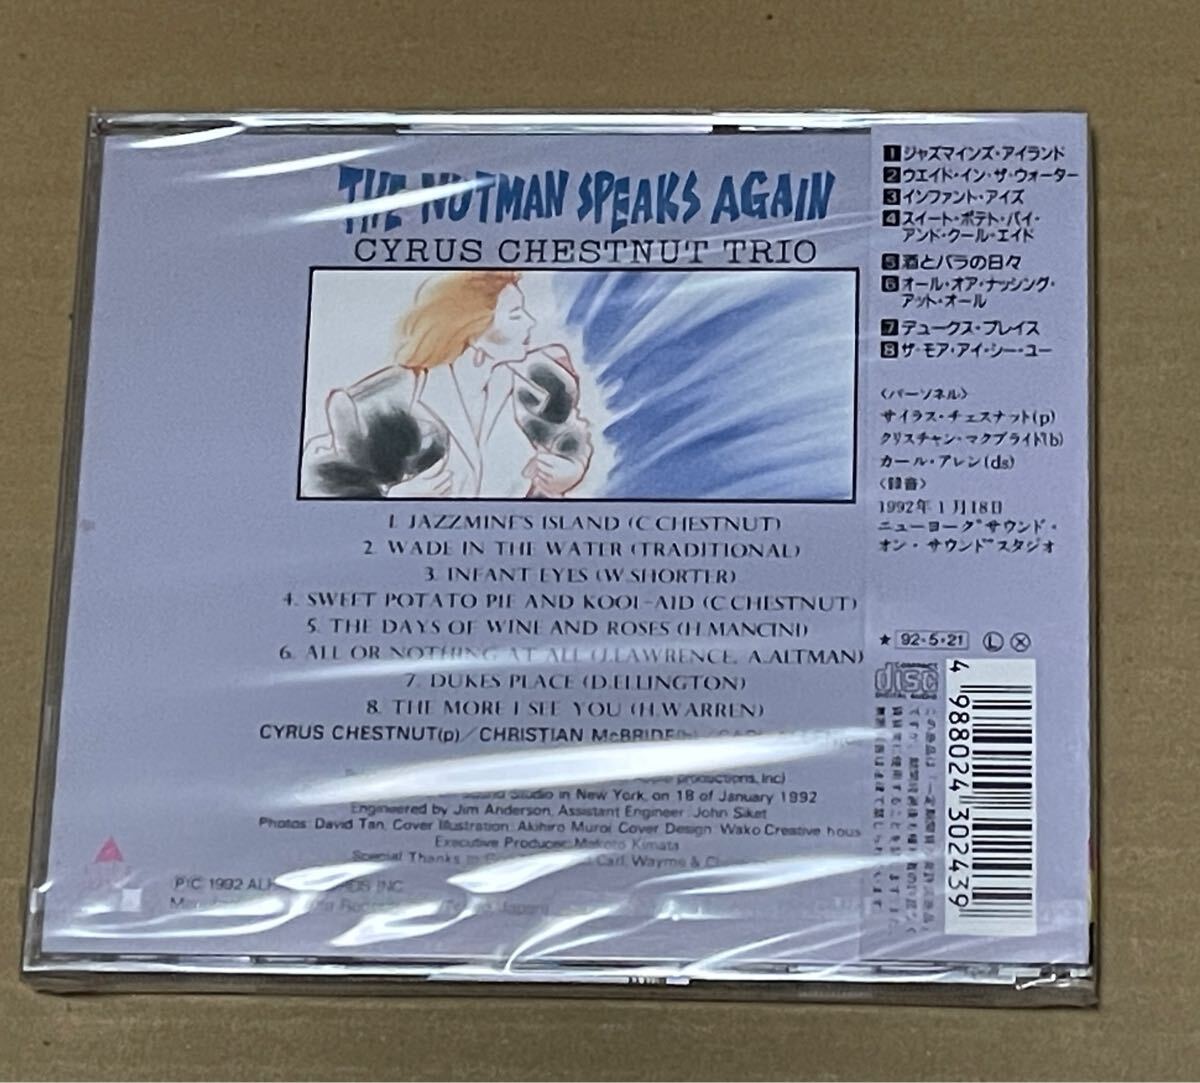 THE NUTMAN SPEAKS AGAIN
CYRUS CHESTNUT TRIO
1. JAZZMINE'S ISLAND (C.CHESTNUT)
2. WADE IN THE WATER (TRADITIONAL)
3. INFANT EYES (W.SHORTER)
4. SWEET POTATO PIE AND KOOL-AID (C.CHESTNUT)
5. THE DAYS OF WINE AND ROSES (H.MANCINI)
6. ALL OR NOTHING AT ALL (J.LAWRENCE, A.ALTMAN)
7. DUKES PLACE (D.ELLINGTON)
8. THE MORE I SEE YOU (H.WARREN)
CYRUS CHESTNUT(p)/CHRISTIAN McBRIDE(b)
productions, Inc)
Sound Studio in New York, on 18 of January 1992
Engineered by Jim Anderson, Assistant Engineer: John Siket
Photos: David Tan, Cover Illustration: Akihiro Muroi Cover Design: Wako Creative hous
Executive Producer: Makoto Kimata
Special Thanks to Carl, Wayme &
P/C 1992 INC.
1 ジャズマインズ・アイランド
2 ウエイド・イン・ザ・ウォーター
3 インファント・アイズ
4 スイート・ポテト・パイ・
アンド・クール=エイド
5 酒とバラの日々
6 オール・オア・ナッシング・
アット・オール
7 デュークス・プレイス
8 ザ・モア・アイ・シー・ユー
〈パーソネル〉
サイラス・チェスナット(p)
クリスチャン・マクブライド(b)
カール・アレン(ds)
〈録音〉
1992年1月18日
ニューヨーク"サウンド・
オン・サウンド"スタジオ
★ 92・5・21 Ⓛ Ⓧ
COMPACT
disc
DIGITAL AUDIO
4 988024 302439